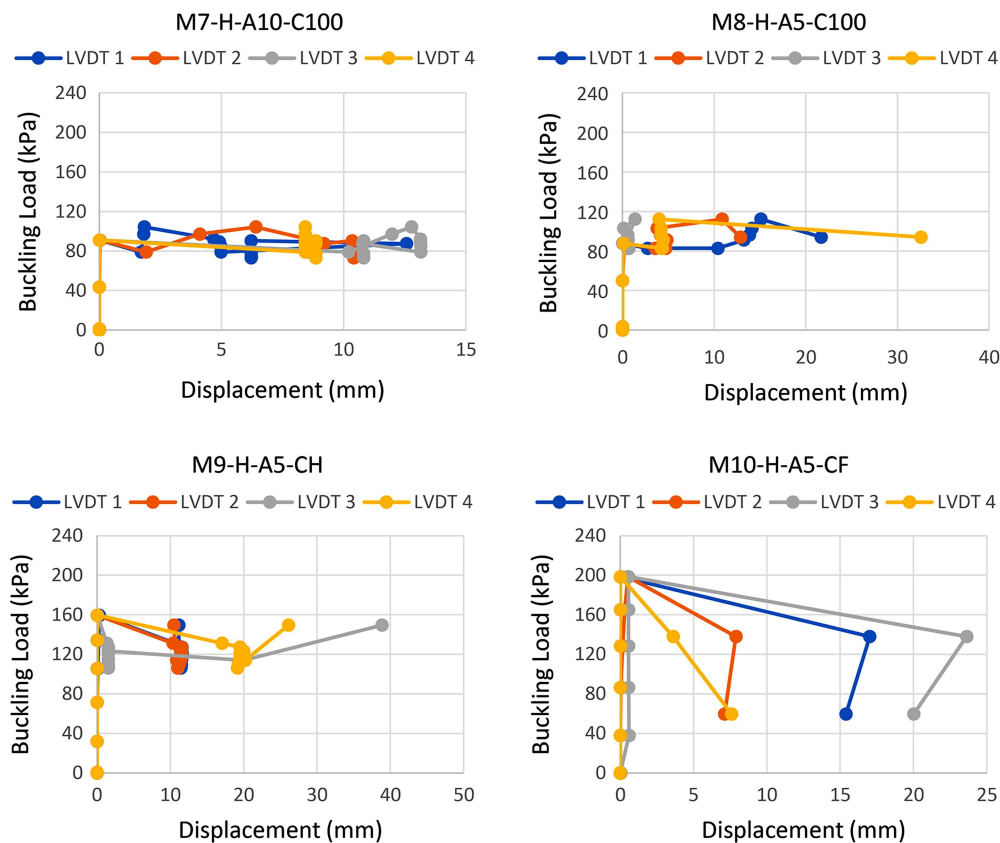 M7-H-A10-C100
LVDT 1 LVDT 2 LVDT 3 LVDT 4
Buckling Load (kPa)
240
200
160
120
80
40
0
0 5 10 15
Displacement (mm)
M8-H-A5-C100
LVDT 1 LVDT 2 LVDT 3 LVDT 4
Buckling Load (kPa)
240
200
160
120
80
40
0
0 10 20 30 40
Displacement (mm)
M9-H-A5-CH
LVDT 1 LVDT 2 LVDT 3 LVDT 4
Buckling Load (kPa)
240
200
160
120
80
40
0
0 10 20 30 40 50
Displacement (mm)
M10-H-A5-CF
LVDT 1 LVDT 2 LVDT 3 LVDT 4
Buckling Load (kPa)
240
200
160
120
80
40
0
0 5 10 15 20 25
Displacement (mm)